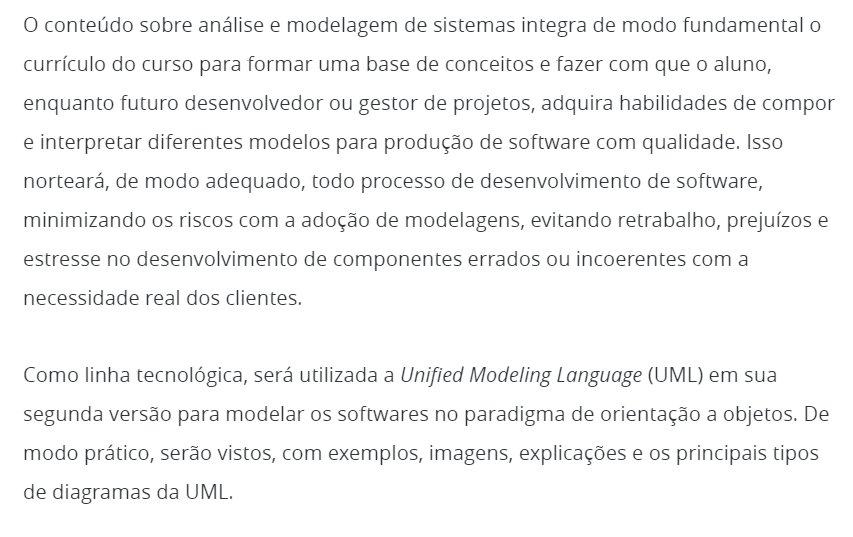 O conteúdo sobre análise e modelagem de sistemas integra de modo fundamental o
currículo do curso para formar uma base de conceitos e fazer com que o aluno,
enquanto futuro desenvolvedor ou gestor de projetos, adquira habilidades de compor
e interpretar diferentes modelos para produção de software com qualidade. Isso
norteará, de modo adequado, todo processo de desenvolvimento de software,
minimizando os riscos com a adoção de modelagens, evitando retrabalho, prejuízos e
estresse no desenvolvimento de componentes errados ou incoerentes com a
necessidade real dos clientes.
Como linha tecnológica, será utilizada a Unified Modeling Language (UML) em sua
segunda versão para modelar os softwares no paradigma de orientação a objetos. De
modo prático, serão vistos, com exemplos, imagens, explicações e os principais tipos
de diagramas da UML.